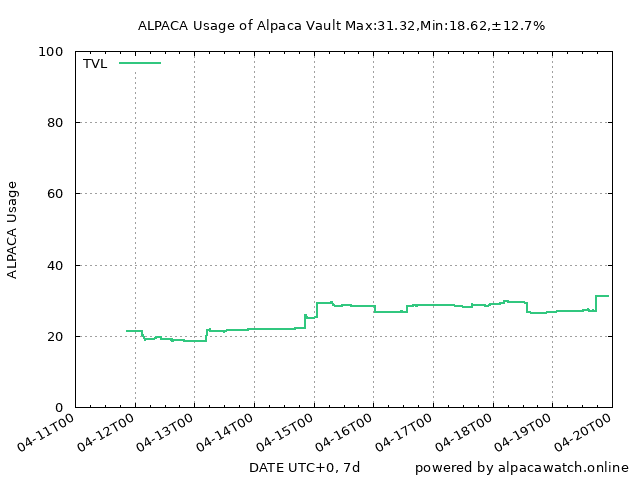 ALPACA Usage of Alpaca Vault Max:31.32,Min:18.62,±12.7%
TVL
100
80
60
40
20
0
ALPACA Usage
04-11T00
04-12T00
04-13T00
04-14T00
04-15T00
04-16T00
04-17T00
04-18T00
04-19T00
04-20T00
DATE UTC+0, 7d
powered by alpacawatch.online